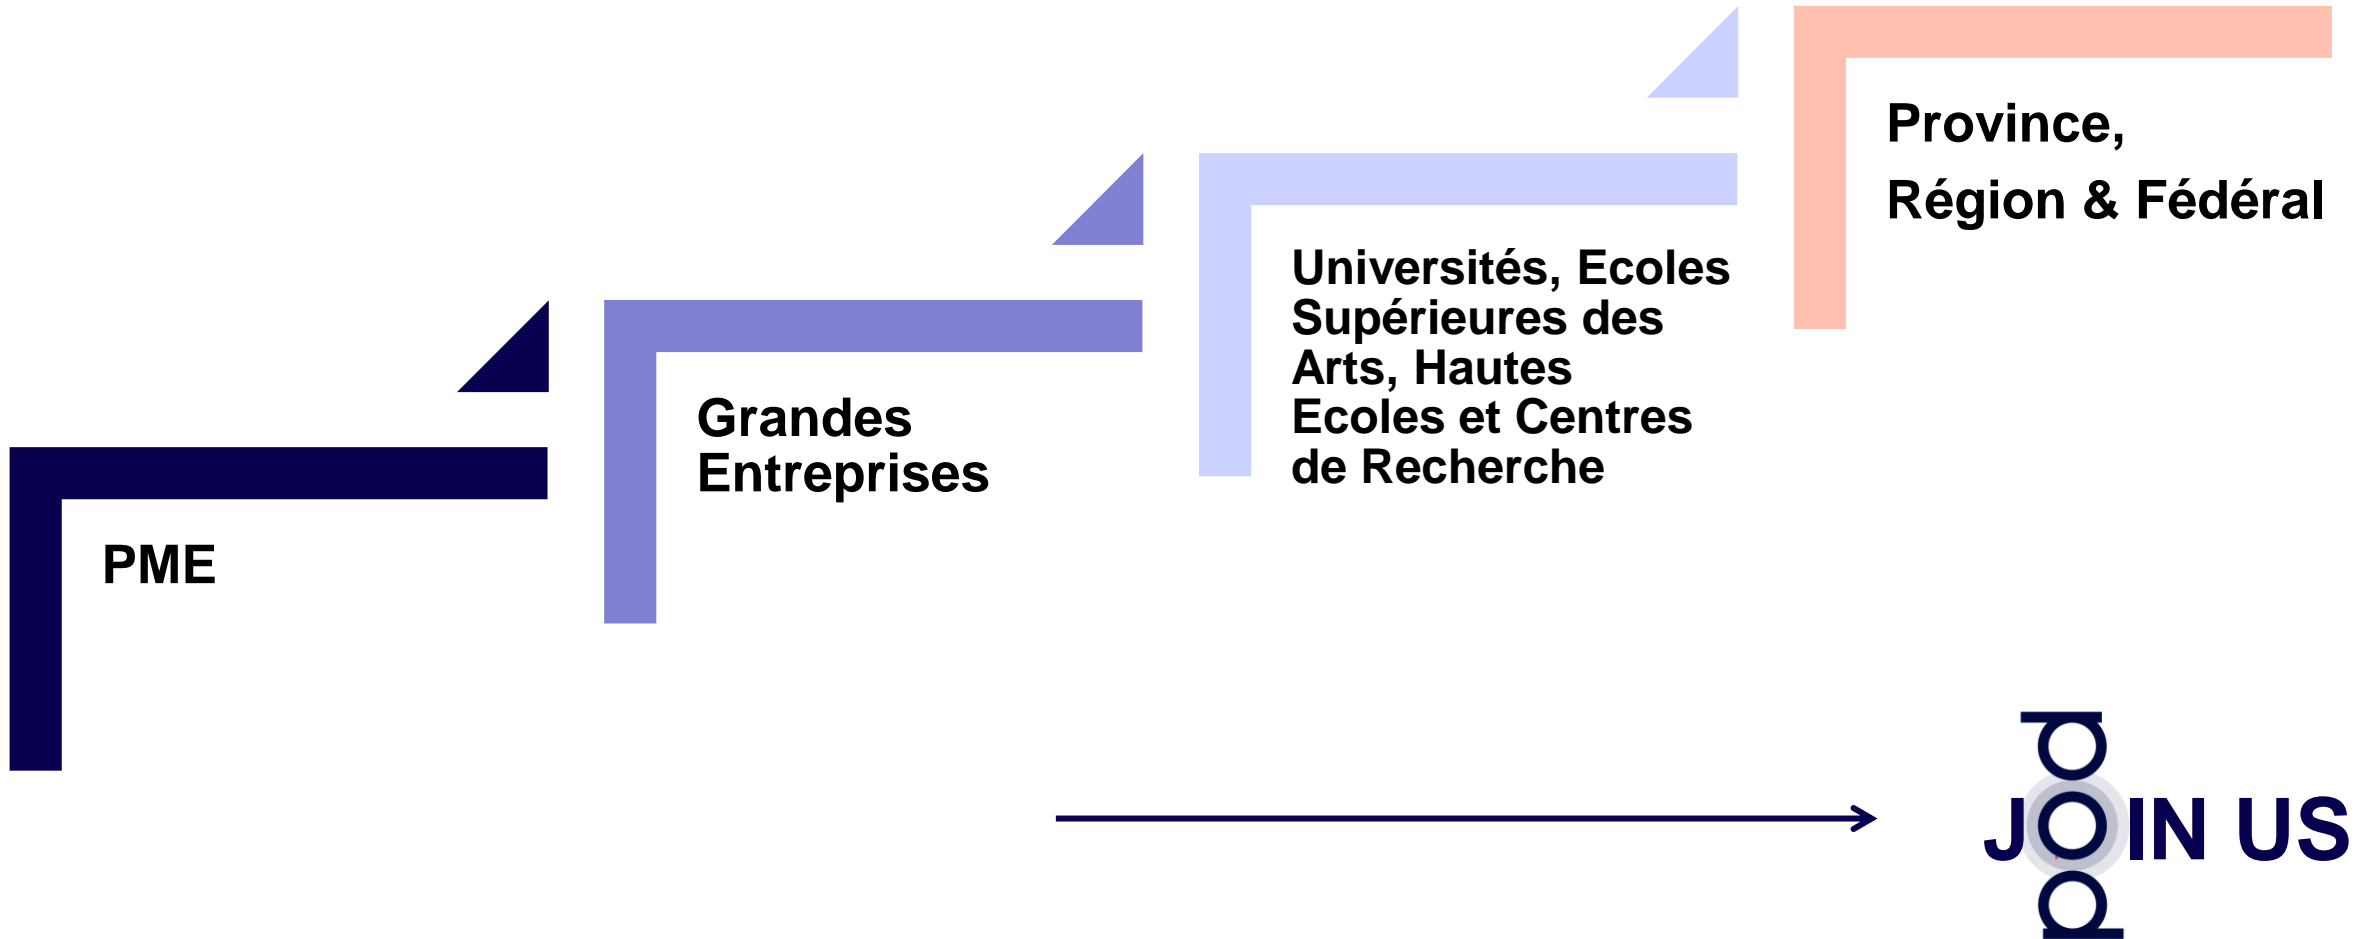 PME
Grandes
Entreprises
Universités, Ecoles
Supérieures des
Arts, Hautes
Ecoles et Centres
de Recherche
Province,
Région & Fédéral
JOIN US